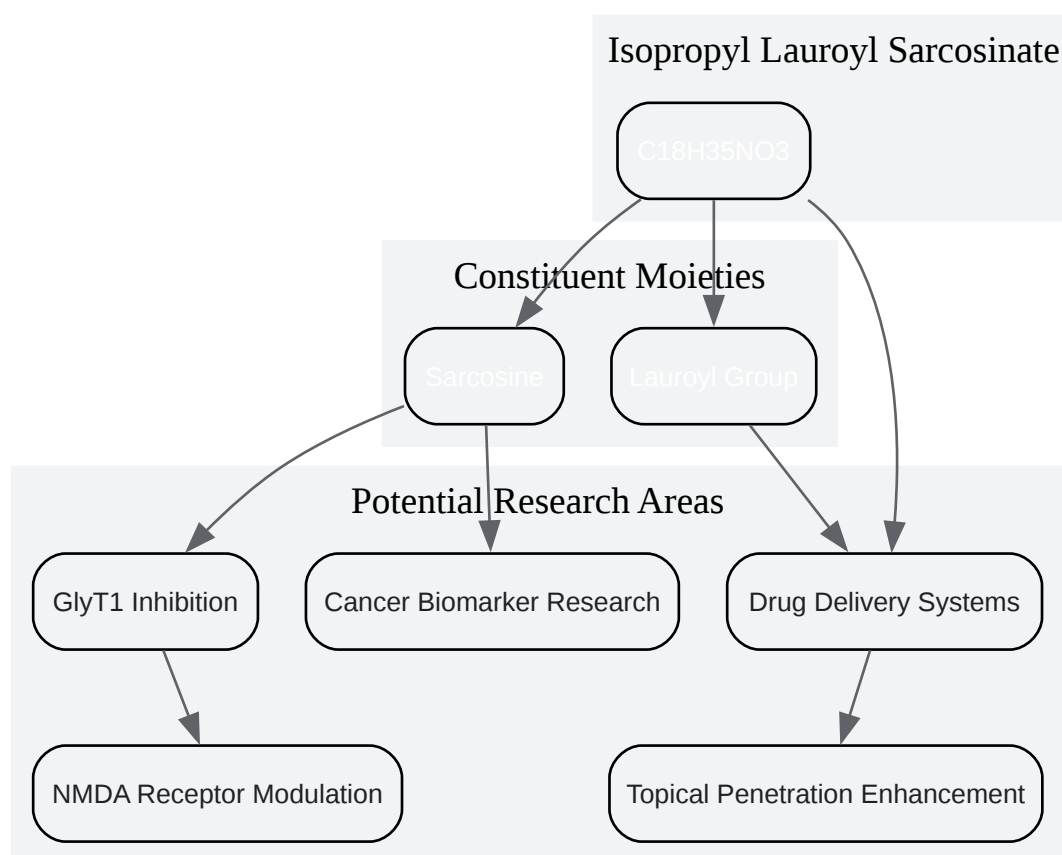 Isopropyl Lauroyl Sarcosinate
C18H35NO3
Constituent Moieties
Sarcosine
Lauroyl Group
Potential Research Areas
GlyT1 Inhibition
Cancer Biomarker Research
Drug Delivery Systems
NMDA Receptor Modulation
Topical Penetration Enhancement